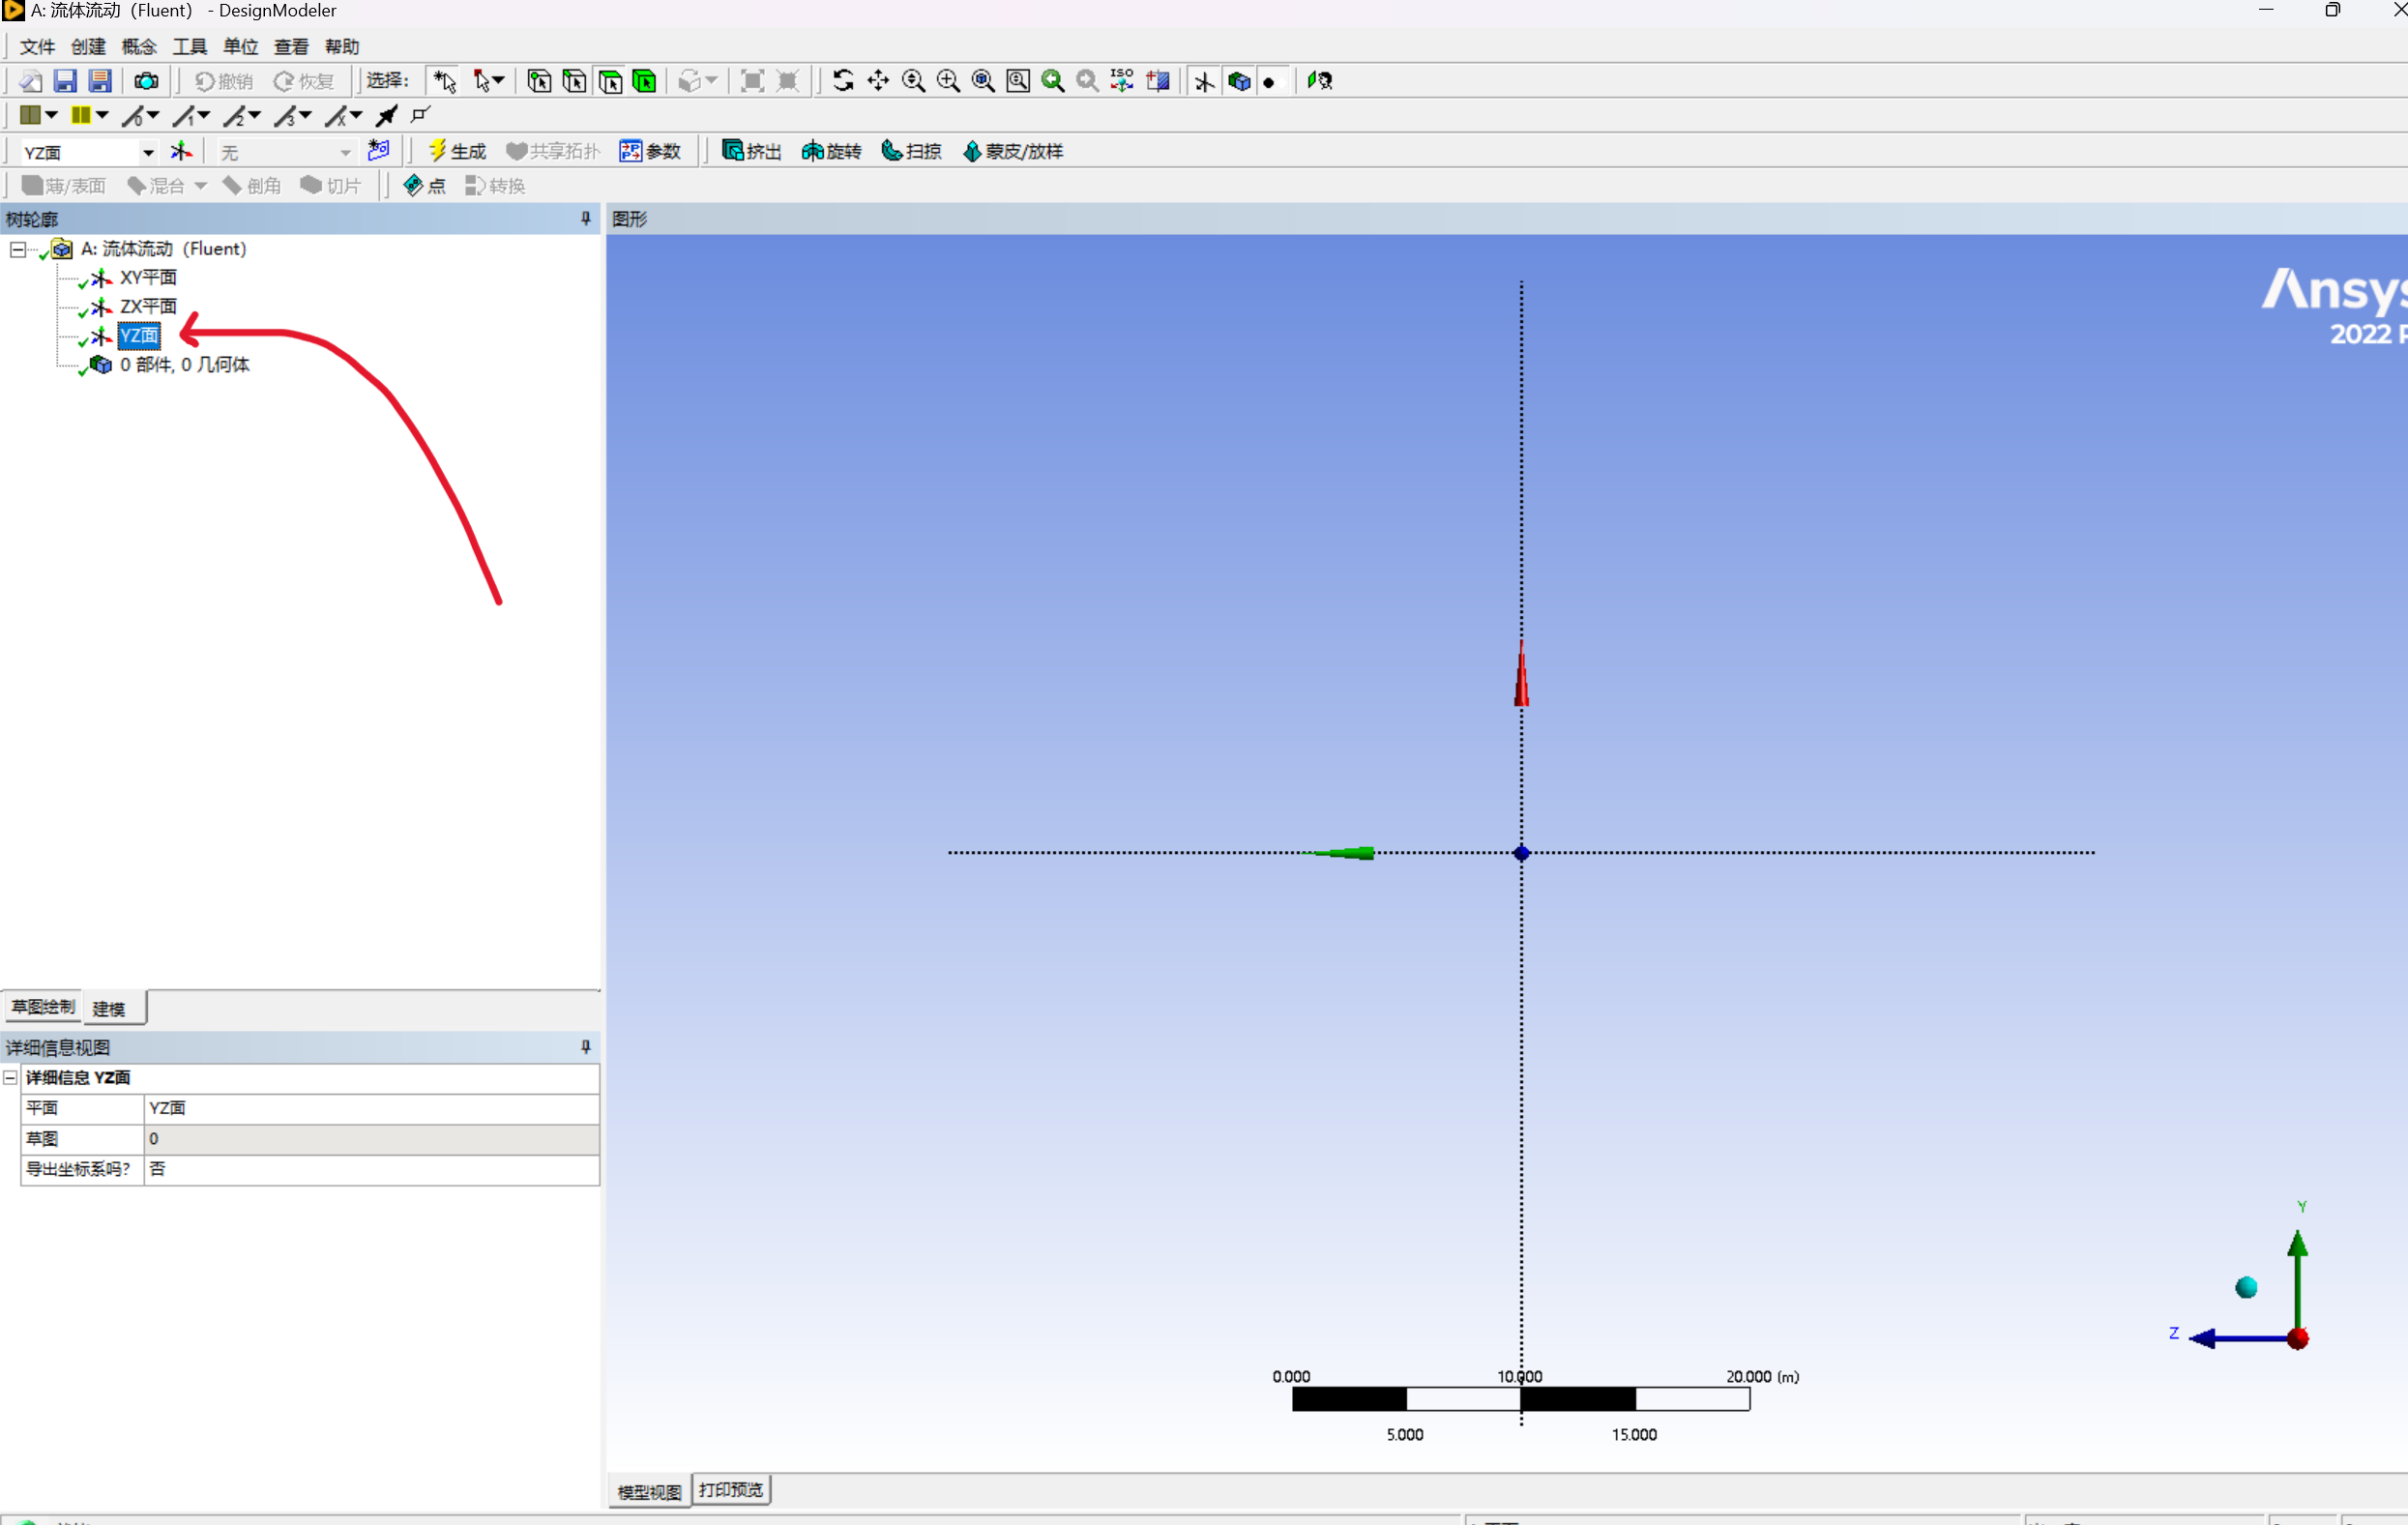 A: 流体流动（Fluent） - DesignModeler
文件 创建 概念 工具 单位 查看 帮助
撤销 恢复 选择: ISO
YZ面 无 生成 共享拓扑 参数 挤出 旋转 扫掠 蒙皮/放样
薄/表面 混合 倒角 切片 点 转换
树轮廓
A: 流体流动（Fluent）
XY平面
ZX平面
YZ面
0 部件, 0 几何体
草图绘制 建模
详细信息视图
详细信息 YZ面
平面 YZ面
草图 0
导出坐标系吗? 否
图形
Ansys
2022
Y
Z
0.000 10.000 20.000 (m)
5.000 15.000
模型视图 打印预览